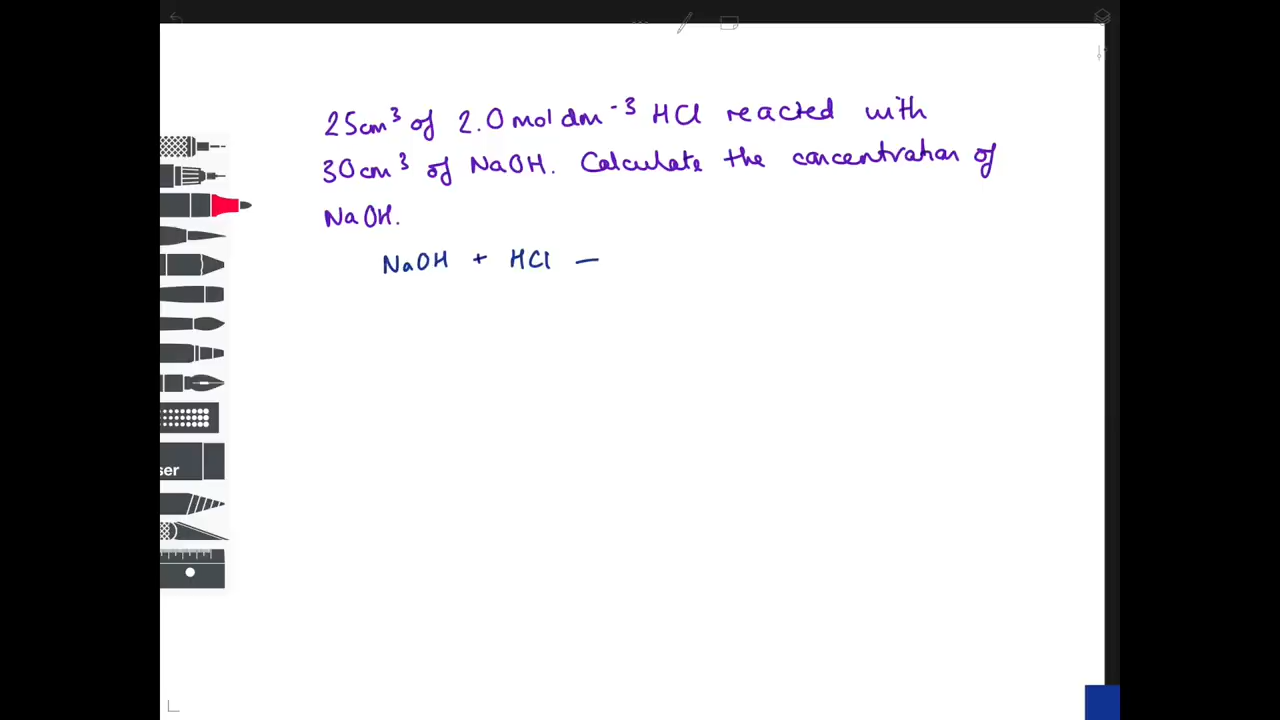 25cm³ of 2.0 mol dm⁻³ HCl reacted with
30cm³ of NaOH. Calculate the concentration of
NaOH.
NaOH + HCl —
ser